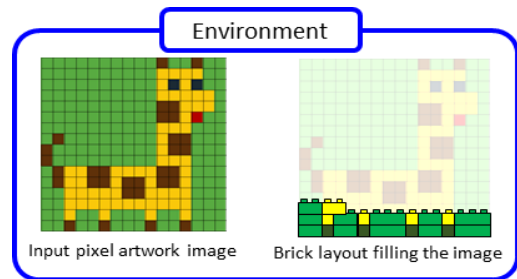 Environment
Input pixel artwork image
Brick layout filling the image